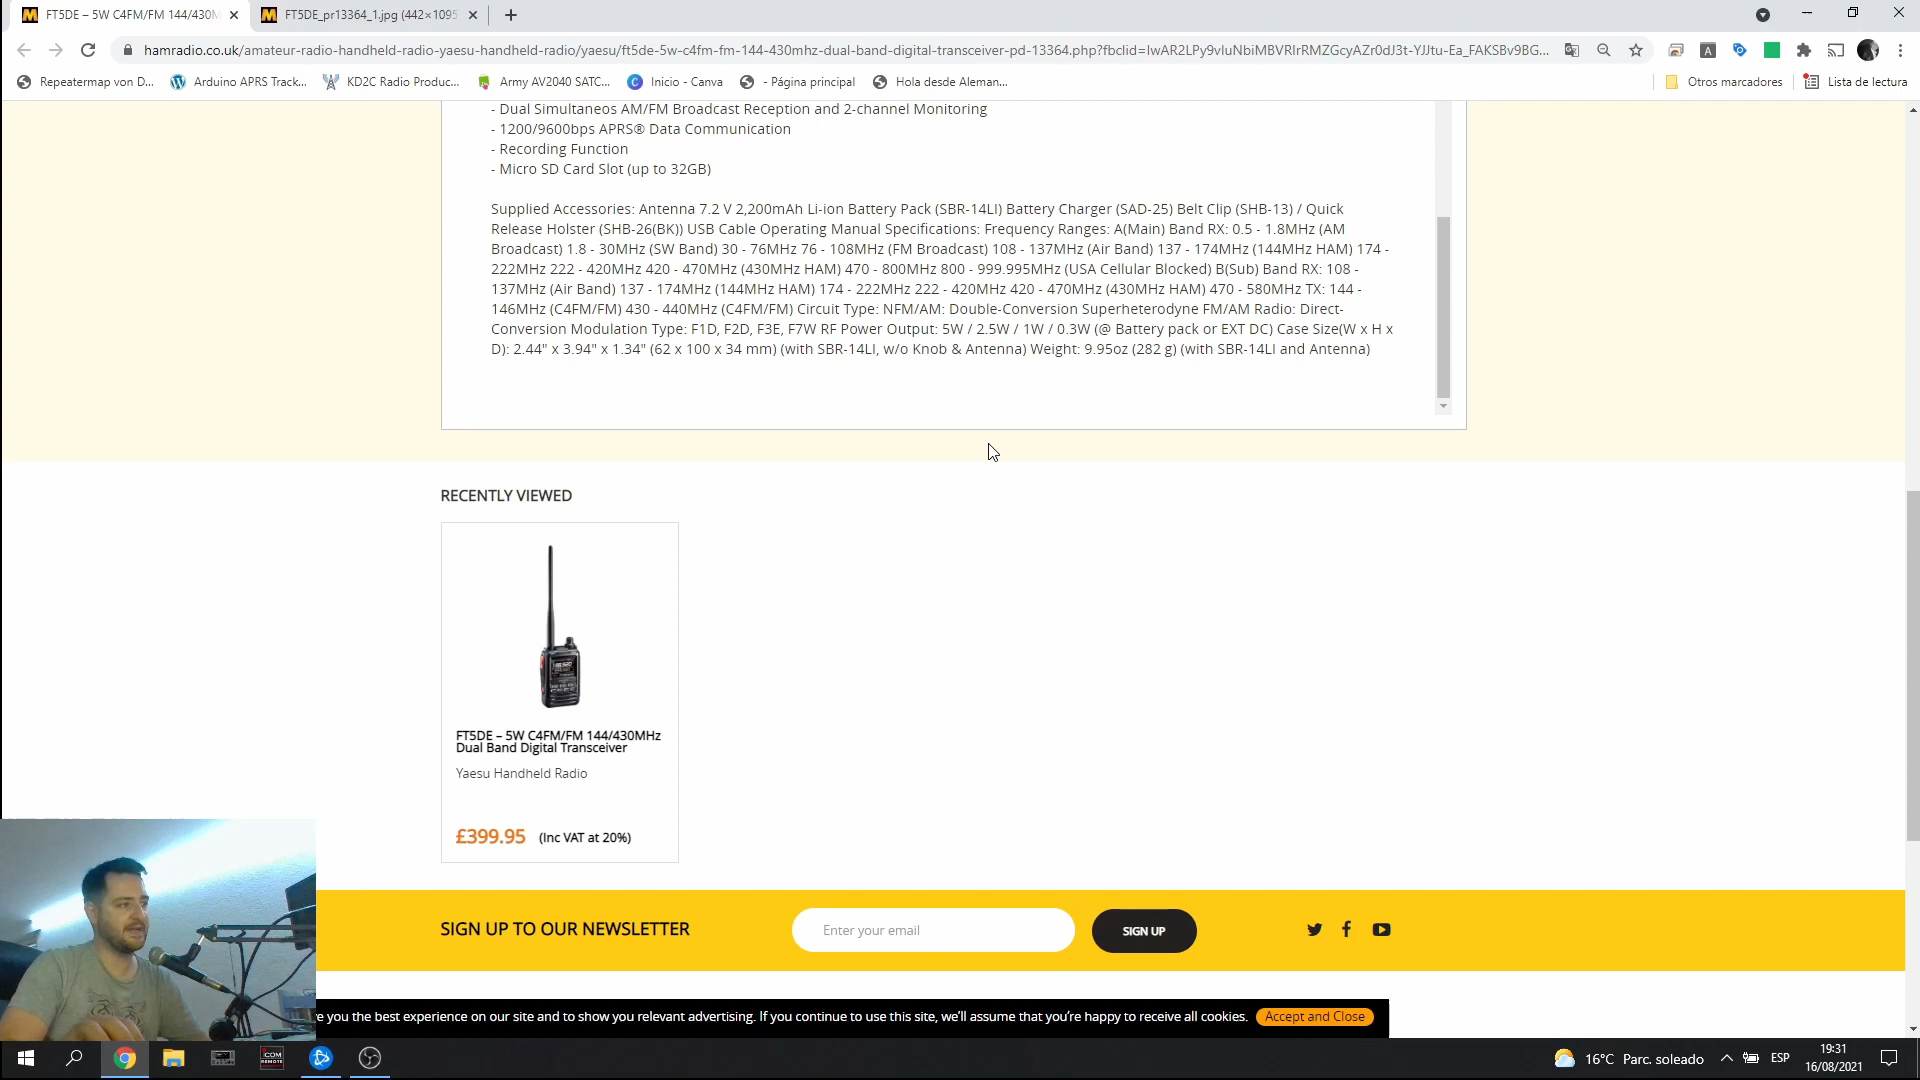 FT5DE – 5W C4FM/FM 144/430M
FT5DE_pr13364_1.jpg (442×1095
hamradio.co.uk/amateur-radio-handheld-radio-yaesu-handheld-radio/yaesu/ft5de-5w-c4fm-fm-144-430mhz-dual-band-digital-transceiver-pd-13364.php?fbclid=IwAR2LPy9vIuNbiMBVRIrRMZGcyAZr0dJ3t-YJJtu-Ea_FAKSBv9BG...
Repeatermap von D...
Arduino APRS Track...
KD2C Radio Produc...
Army AV2040 SATC...
Inicio - Canva
- Página principal
Hola desde Aleman...
Otros marcadores
Lista de lectura
- Dual Simultaneos AM/FM Broadcast Reception and 2-channel Monitoring
- 1200/9600bps APRS® Data Communication
- Recording Function
- Micro SD Card Slot (up to 32GB)
Supplied Accessories: Antenna 7.2 V 2,200mAh Li-ion Battery Pack (SBR-14LI) Battery Charger (SAD-25) Belt Clip (SHB-13) / Quick
Release Holster (SHB-26(BK)) USB Cable Operating Manual Specifications: Frequency Ranges: A(Main) Band RX: 0.5 - 1.8MHz (AM
Broadcast) 1.8 - 30MHz (SW Band) 30 - 76MHz 76 - 108MHz (FM Broadcast) 108 - 137MHz (Air Band) 137 - 174MHz (144MHz HAM) 174 -
222MHz 222 - 420MHz 420 - 470MHz (430MHz HAM) 470 - 800MHz 800 - 999.995MHz (USA Cellular Blocked) B(Sub) Band RX: 108 -
137MHz (Air Band) 137 - 174MHz (144MHz HAM) 174 - 222MHz 222 - 420MHz 420 - 470MHz (430MHz HAM) 470 - 580MHz TX: 144 -
146MHz (C4FM/FM) 430 - 440MHz (C4FM/FM) Circuit Type: NFM/AM: Double-Conversion Superheterodyne FM/AM Radio: Direct-
Conversion Modulation Type: F1D, F2D, F3E, F7W RF Power Output: 5W / 2.5W / 1W / 0.3W (@ Battery pack or EXT DC) Case Size(W x H x
D): 2.44" x 3.94" x 1.34" (62 x 100 x 34 mm) (with SBR-14LI, w/o Knob & Antenna) Weight: 9.95oz (282 g) (with SBR-14LI and Antenna)
RECENTLY VIEWED
FT5DE – 5W C4FM/FM 144/430MHz
Dual Band Digital Transceiver
Yaesu Handheld Radio
£399.95 (Inc VAT at 20%)
SIGN UP TO OUR NEWSLETTER
Enter your email
SIGN UP
e you the best experience on our site and to show you relevant advertising. If you continue to use this site, we'll assume that you're happy to receive all cookies.
Accept and Close
16°C Parc. soleado
ESP
19:31
16/08/2021